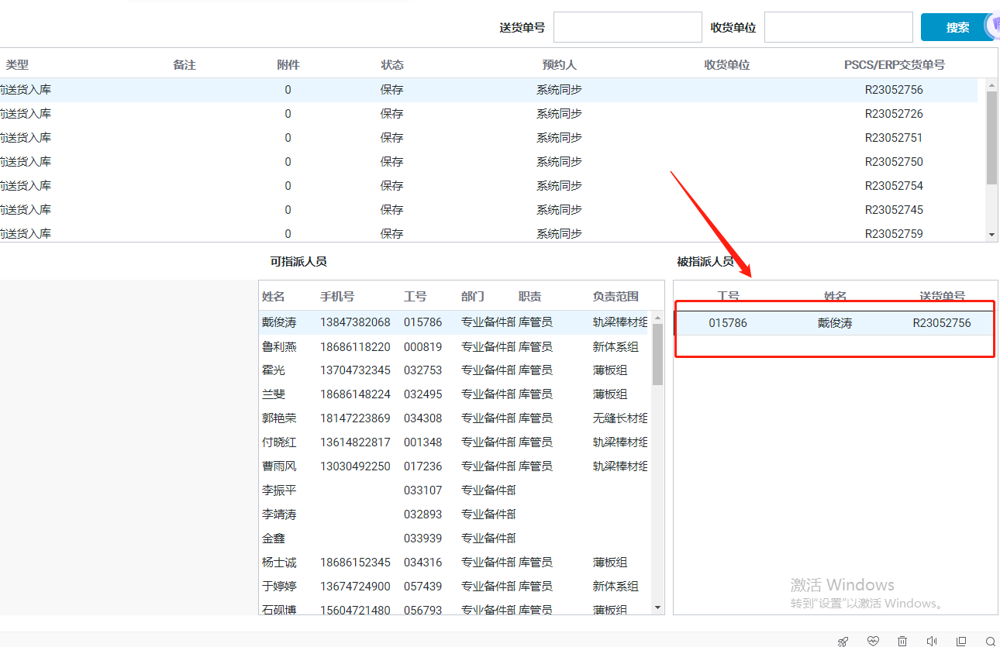 送货单号 收货单位 搜索
类型 备注 附件 状态 预约人 收货单位 PSCS/ERP交货单号
前送货入库 0 保存 系统同步 R23052756
前送货入库 0 保存 系统同步 R23052726
前送货入库 0 保存 系统同步 R23052751
前送货入库 0 保存 系统同步 R23052750
前送货入库 0 保存 系统同步 R23052754
前送货入库 0 保存 系统同步 R23052745
前送货入库 0 保存 系统同步 R23052759
可指派人员 被指派人员
姓名 手机号 工号 部门 职责 负责范围 工号 姓名 送货单号
戴俊涛 13847382068 015786 专业备件部 库管员 轨梁棒材组 015786 戴俊涛 R23052756
鲁利燕 18686118220 000819 专业备件部 库管员 新体系组
霍光 13704732345 032753 专业备件部 库管员 薄板组
兰斐 18686148224 032495 专业备件部 库管员 薄板组
郭艳荣 18147223869 034308 专业备件部 库管员 无缝长材组
付晓红 13614822817 001348 专业备件部 库管员 轨梁棒材组
曹雨风 13030492250 017236 专业备件部 库管员 轨梁棒材组
李振平 033107 专业备件部
李靖涛 032893 专业备件部
金鑫 033939 专业备件部
杨士诚 18686152345 034316 专业备件部 库管员 薄板组
于婷婷 13674724900 057439 专业备件部 库管员 新体系组
石砚博 15604721480 056793 专业备件部 库管员 薄板组
激活 Windows
转到"设置"以激活 Windows。